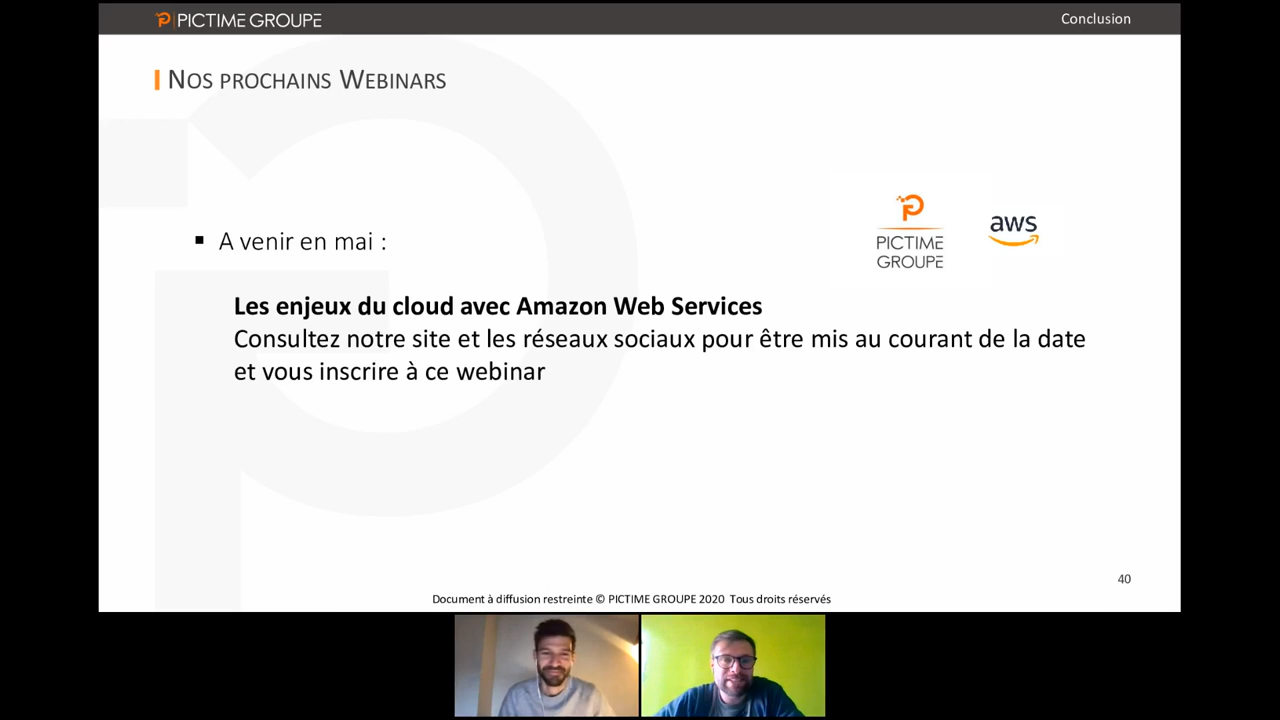 PICTIME GROUPE
Conclusion
NOS PROCHAINS WEBINARS
▪ A venir en mai :
PICTIME
GROUPE
aws
Les enjeux du cloud avec Amazon Web Services
Consultez notre site et les réseaux sociaux pour être mis au courant de la date
et vous inscrire à ce webinar
40
Document à diffusion restreinte © PICTIME GROUPE 2020 Tous droits réservés